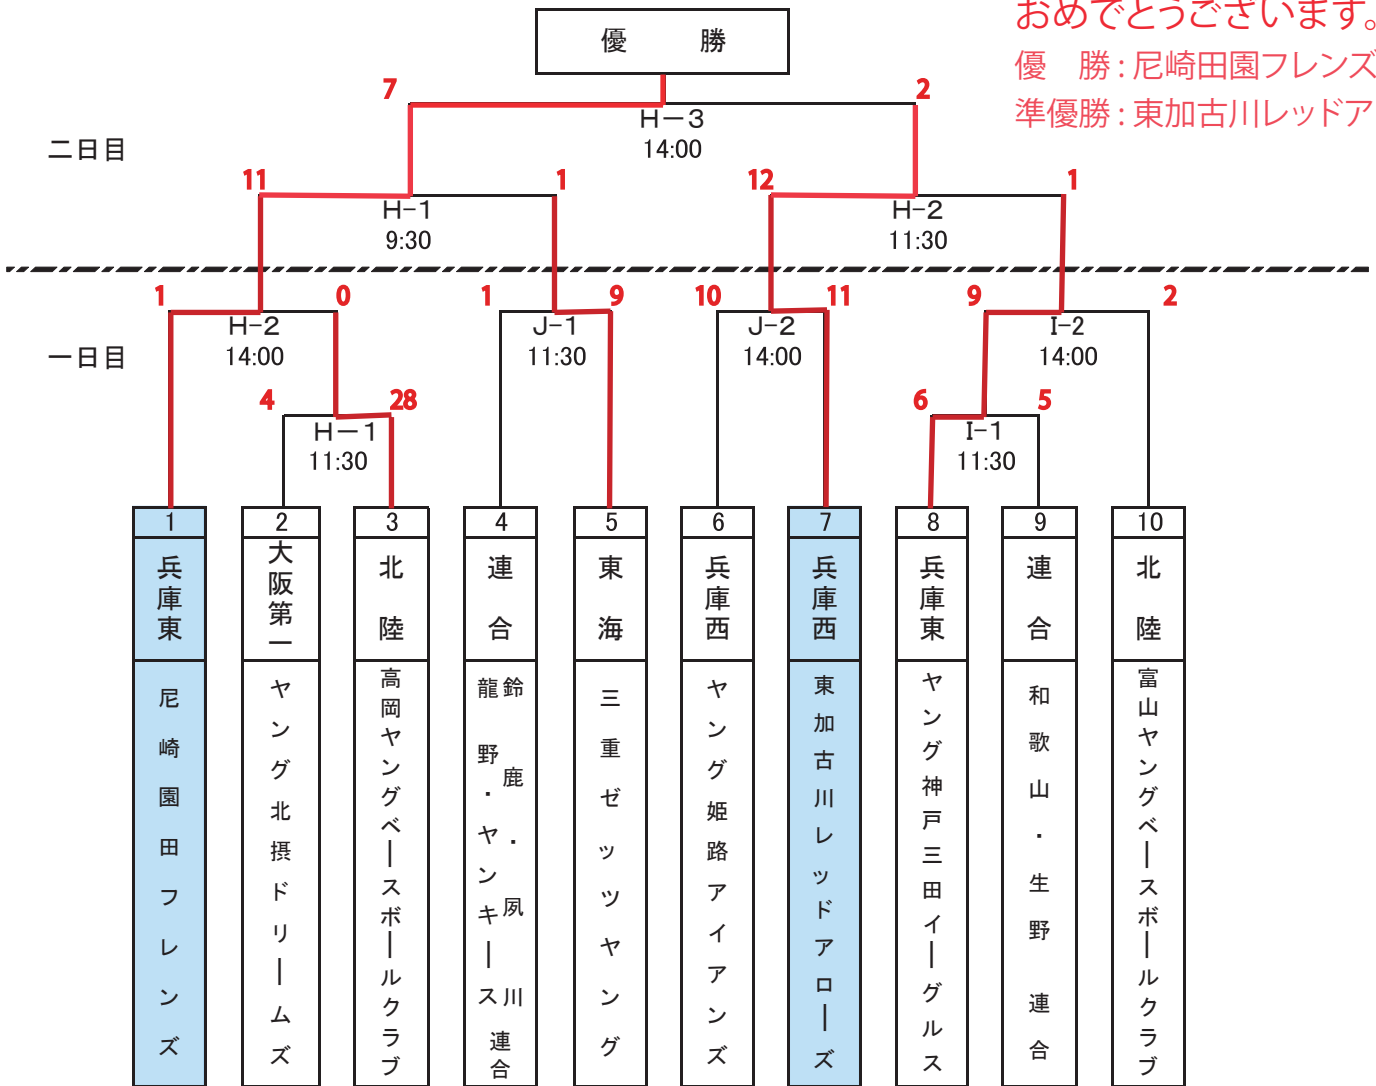 おめでとうございます。
優　勝：尼崎田園フレンズ
準優勝：東加古川レッドア
優　勝
7
2
H－3
14:00
二日目
11
1
12
1
H-1
9:30
H-2
11:30
1
0
1
9
10
11
9
2
H-2
14:00
J-1
11:30
J-2
14:00
I-2
14:00
一日目
4
28
6
5
H－1
11:30
I-1
11:30
1
兵庫東
尼崎園田フレンズ
2
大阪第一
ヤング北摂ドリームズ
3
北陸
高岡ヤングベースボールクラブ
4
連合
鈴鹿・夙川
龍野・ヤンキース
連合
5
東海
三重ゼッツヤング
6
兵庫西
ヤング姫路アイアンズ
7
兵庫西
東加古川レッドアローズ
8
兵庫東
ヤング神戸三田イーグルス
9
連合
和歌山・生野　連合
10
北陸
富山ヤングベースボールクラブ